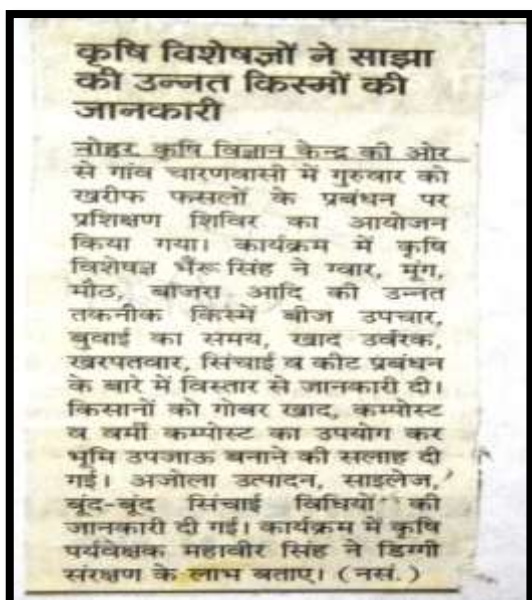 कृषि विशेषज्ञों ने साझा
की उन्नत किस्मों की
जानकारी
नोहर कृषि विज्ञान केन्द्र की ओर
से गांव चारणवासी में गुरुवार को
खरीफ फसलों के प्रबंधन पर
प्रशिक्षण शिविर का आयोजन
किया गया। कार्यक्रम में कृषि
विशेषज्ञ भैंरू सिंह ने ग्वार, मूंग,
मौठ, बाजरा आदि की उन्नत
तकनीक किस्में बीज उपचार,
बुवाई का समय, खाद उर्वरक,
खरपतवार, सिंचाई व कीट प्रबंधन
के बारे में विस्तार से जानकारी दी।
किसानों को गोबर खाद, कम्पोस्ट
व वर्मी कम्पोस्ट का उपयोग कर
भूमि उपजाऊ बनाने की सलाह दी
गई। अजोला उत्पादन, साइलेज,
बूंद-बूंद सिंचाई विधियों की
जानकारी दी गई। कार्यक्रम में कृषि
पर्यवेक्षक महावीर सिंह ने डिग्गी
संरक्षण के लाभ बताए। (नसं.)